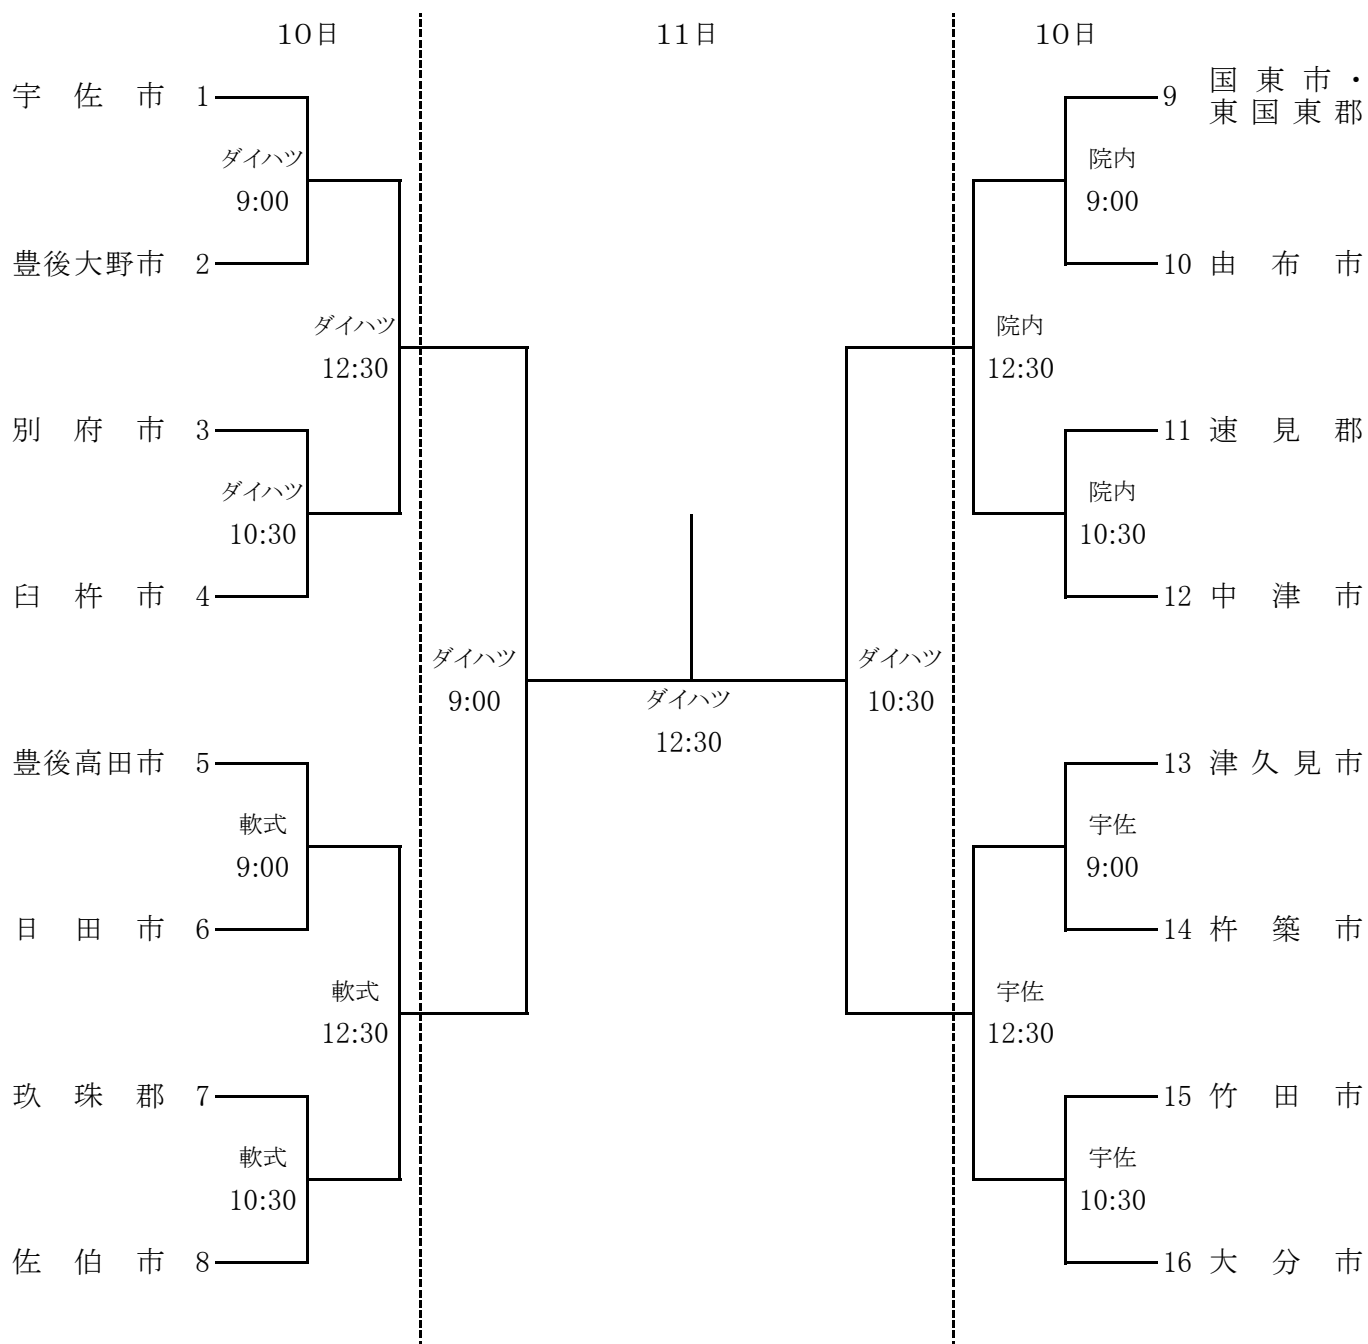 10日
11日
10日
宇佐市 1
ダイハツ
9:00
豊後大野市 2
ダイハツ
12:30
別府市 3
ダイハツ
10:30
臼杵市 4
ダイハツ
9:00
豊後高田市 5
軟式
9:00
日田市 6
軟式
12:30
玖珠郡 7
軟式
10:30
佐伯市 8
ダイハツ
12:30
9 国東市・
東国東郡
院内
9:00
10 由布市
院内
12:30
11 速見郡
院内
10:30
12 中津市
ダイハツ
10:30
13 津久見市
宇佐
9:00
14 杵築市
宇佐
12:30
15 竹田市
宇佐
10:30
16 大分市